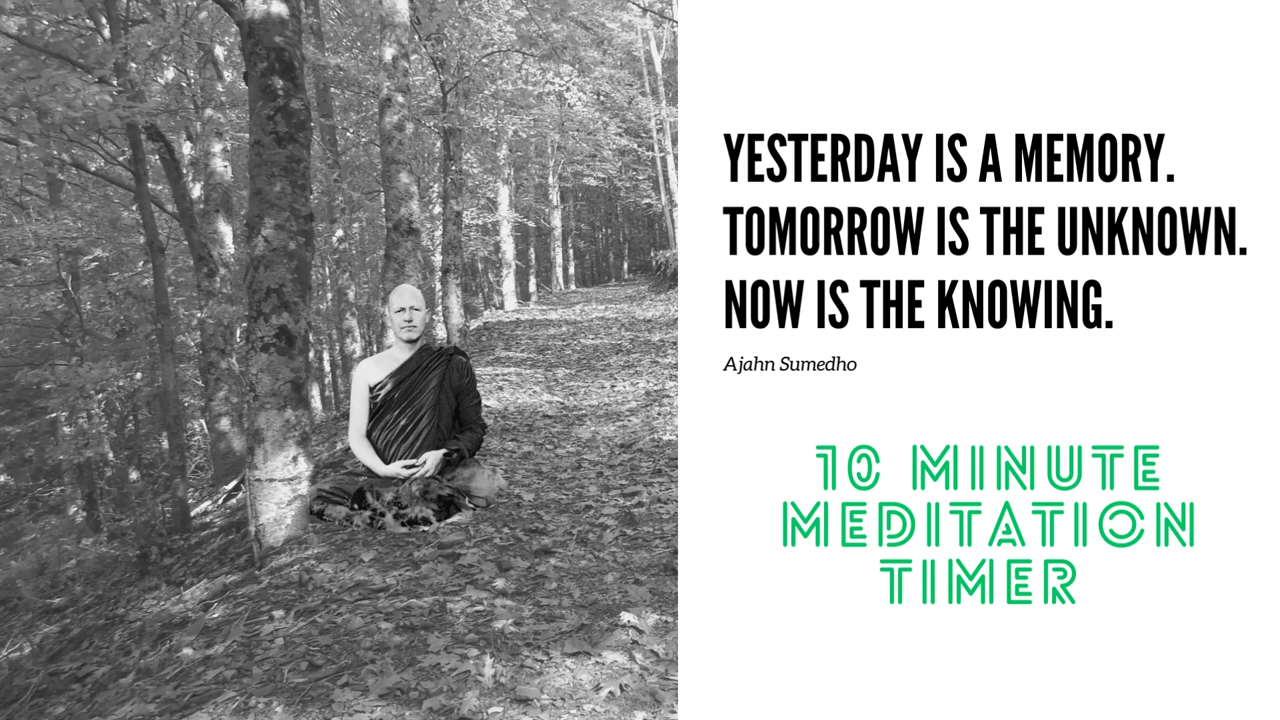 YESTERDAY IS A MEMORY.
TOMORROW IS THE UNKNOWN.
NOW IS THE KNOWING.
Ajahn Sumedho
10 MINUTE
MEDITATION
TIMER